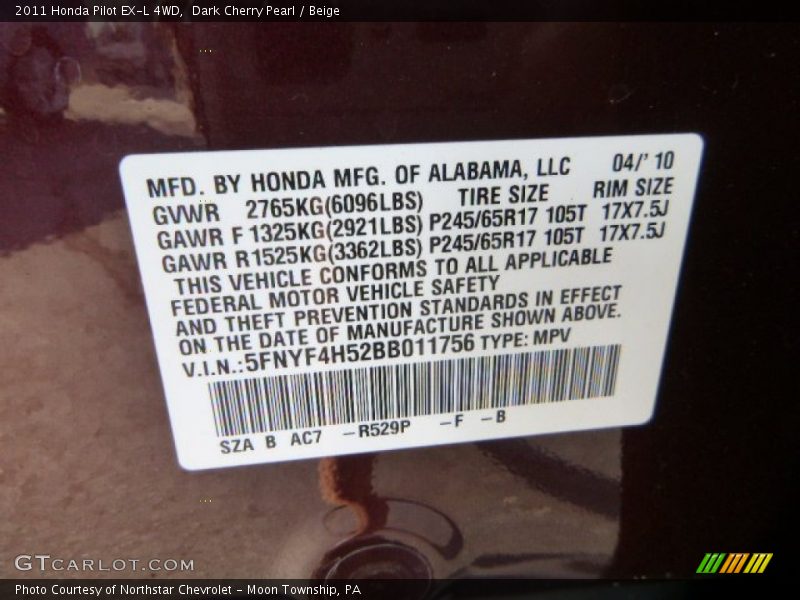 2011 Honda Pilot EX-L 4WD, Dark Cherry Pearl / Beige
MFD. BY HONDA MFG. OF ALABAMA, LLC 04/' 10
GVWR 2765KG(6096LBS) TIRE SIZE RIM SIZE
GAWR F 1325KG(2921LBS) P245/65R17 105T 17X7.5J
GAWR R 1525KG(3362LBS) P245/65R17 105T 17X7.5J
THIS VEHICLE CONFORMS TO ALL APPLICABLE
FEDERAL MOTOR VEHICLE SAFETY
AND THEFT PREVENTION STANDARDS IN EFFECT
ON THE DATE OF MANUFACTURE SHOWN ABOVE.
V.I.N.:5FNYF4H52BB011756 TYPE: MPV
SZA B AC7 -R529P -F -B
GTCARLOT.COM
Photo Courtesy of Northstar Chevrolet - Moon Township, PA